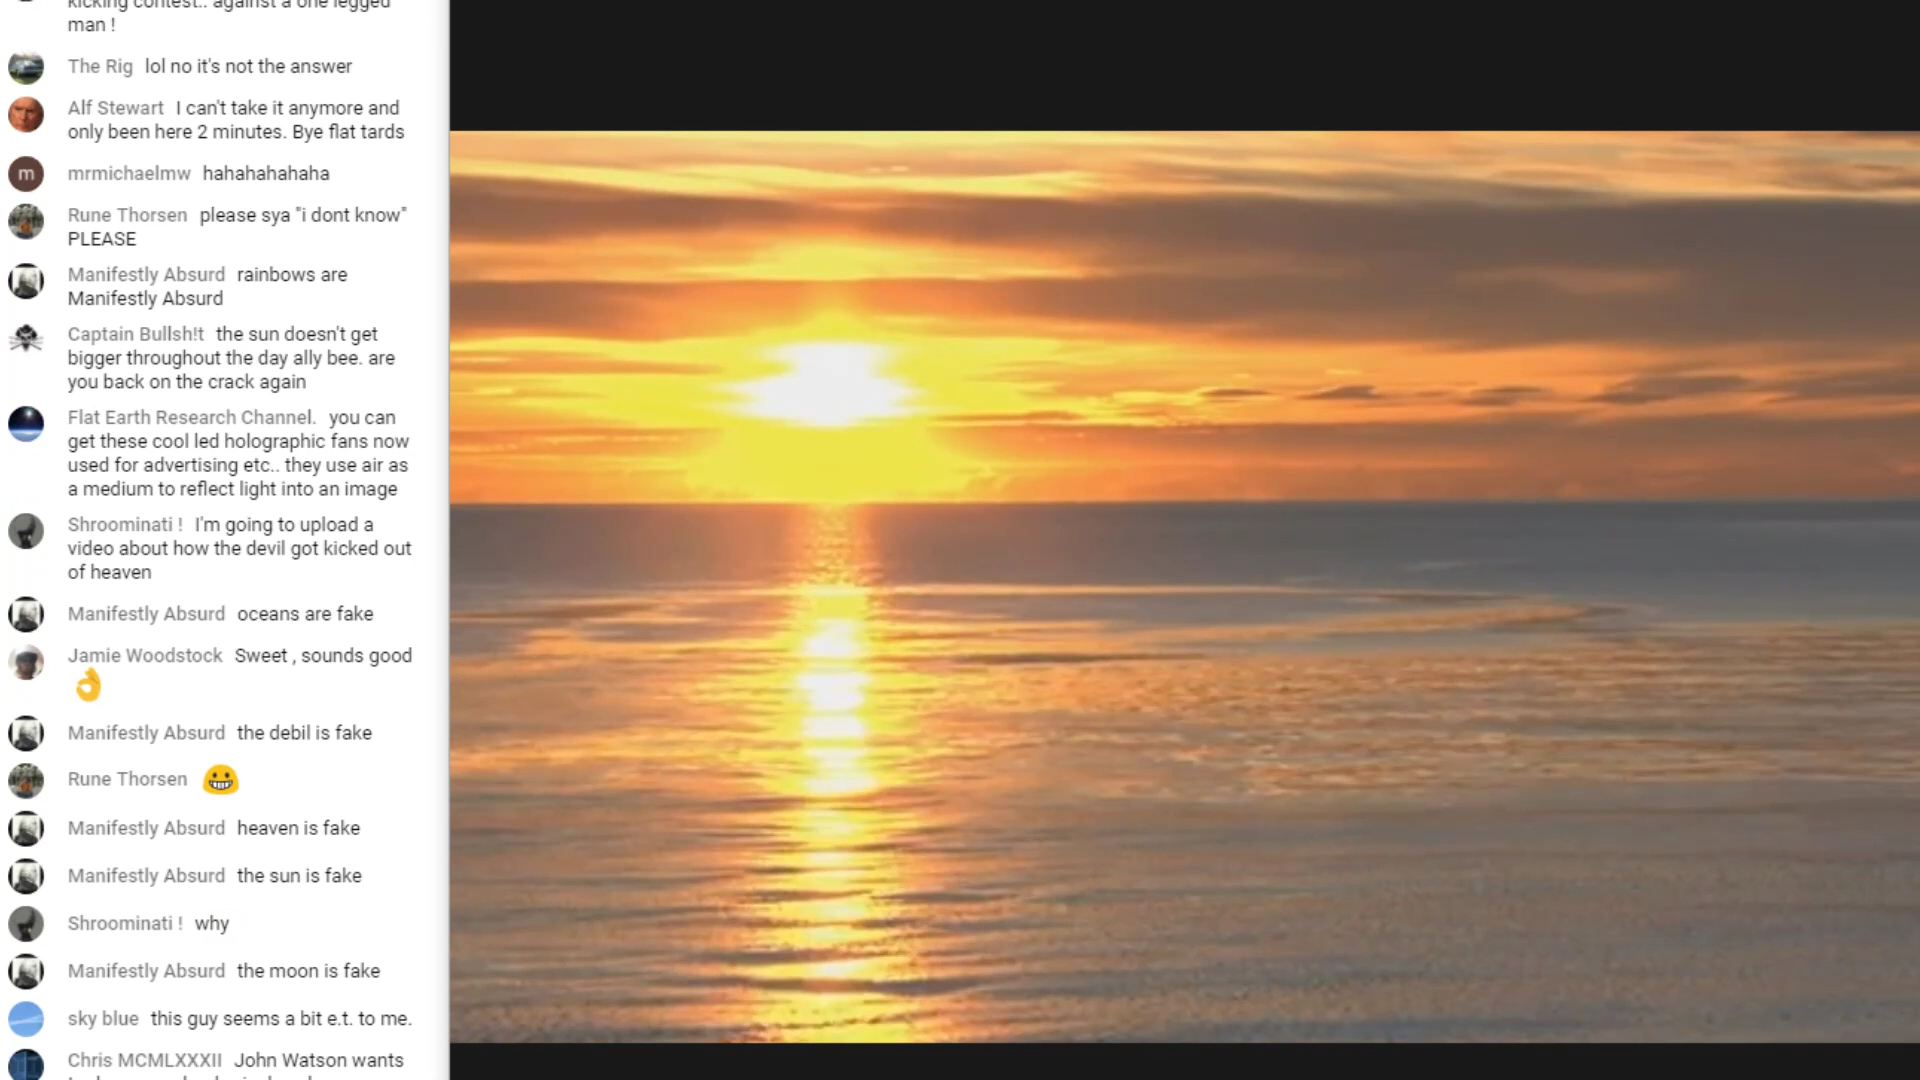 kicking contest.. against a one legged
man !
The Rig lol no it's not the answer
Alf Stewart I can't take it anymore and
only been here 2 minutes. Bye flat tards
m
mrmichaelmw hahahahahaha
Rune Thorsen please sya "i dont know"
PLEASE
Manifestly Absurd rainbows are
Manifestly Absurd
Captain Bullsh!t the sun doesn't get
bigger throughout the day ally bee. are
you back on the crack again
Flat Earth Research Channel. you can
get these cool led holographic fans now
used for advertising etc.. they use air as
a medium to reflect light into an image
Shroominati ! I'm going to upload a
video about how the devil got kicked out
of heaven
Manifestly Absurd oceans are fake
Jamie Woodstock Sweet , sounds good
👌
Manifestly Absurd the debil is fake
Rune Thorsen 😀
Manifestly Absurd heaven is fake
Manifestly Absurd the sun is fake
Shroominati ! why
Manifestly Absurd the moon is fake
sky blue this guy seems a bit e.t. to me.
Chris MCMLXXXII John Watson wants